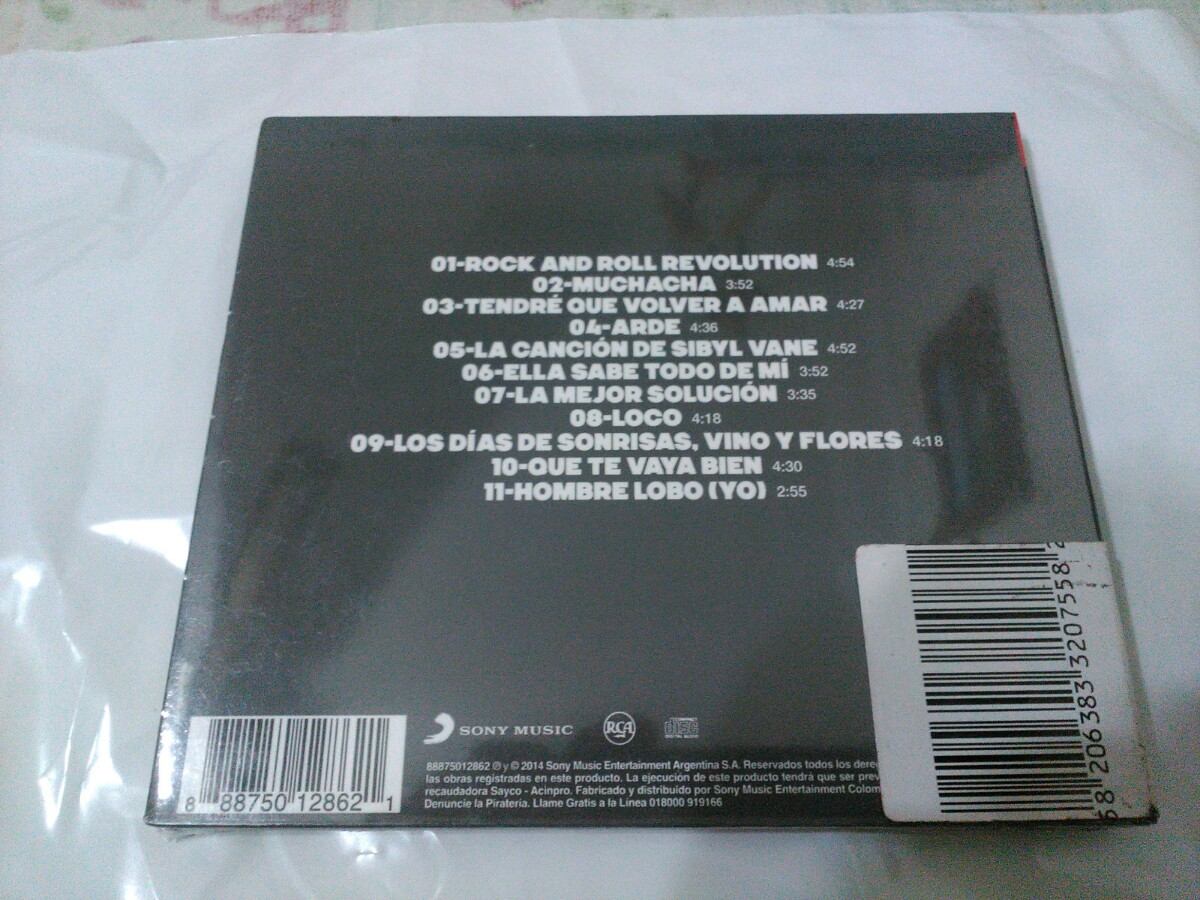 01-ROCK AND ROLL REVOLUTION 4:54
02-MUCHACHA 3:52
03-TENDRÉ QUE VOLVER A AMAR 4:27
04-ARDE 4:36
05-LA CANCIÓN DE SIBYL VANE 4:52
06-ELLA SABE TODO DE MÍ 3:52
07-LA MEJOR SOLUCIÓN 3:35
08-LOCO 4:18
09-LOS DÍAS DE SONRISAS, VINO Y FLORES 4:18
10-QUE TE VAYA BIEN 4:30
11-HOMBRE LOBO (YO) 2:55
SONY MUSIC
RCA
COMPACT
disc
DIGITAL AUDIO
88875012862 ℗ y © 2014 Sony Music Entertainment Argentina S.A. Reservados todos los
las obras registradas en este producto. La ejecución de este producto tendrá que ser
recaudadora Sayco - Acinpro. Fabricado y distribuido por Sony Music Entertainment
Denuncie la Piratería. Llame Gratis a la Línea 018000 919166
8 88750 12862 1
206383 3207558